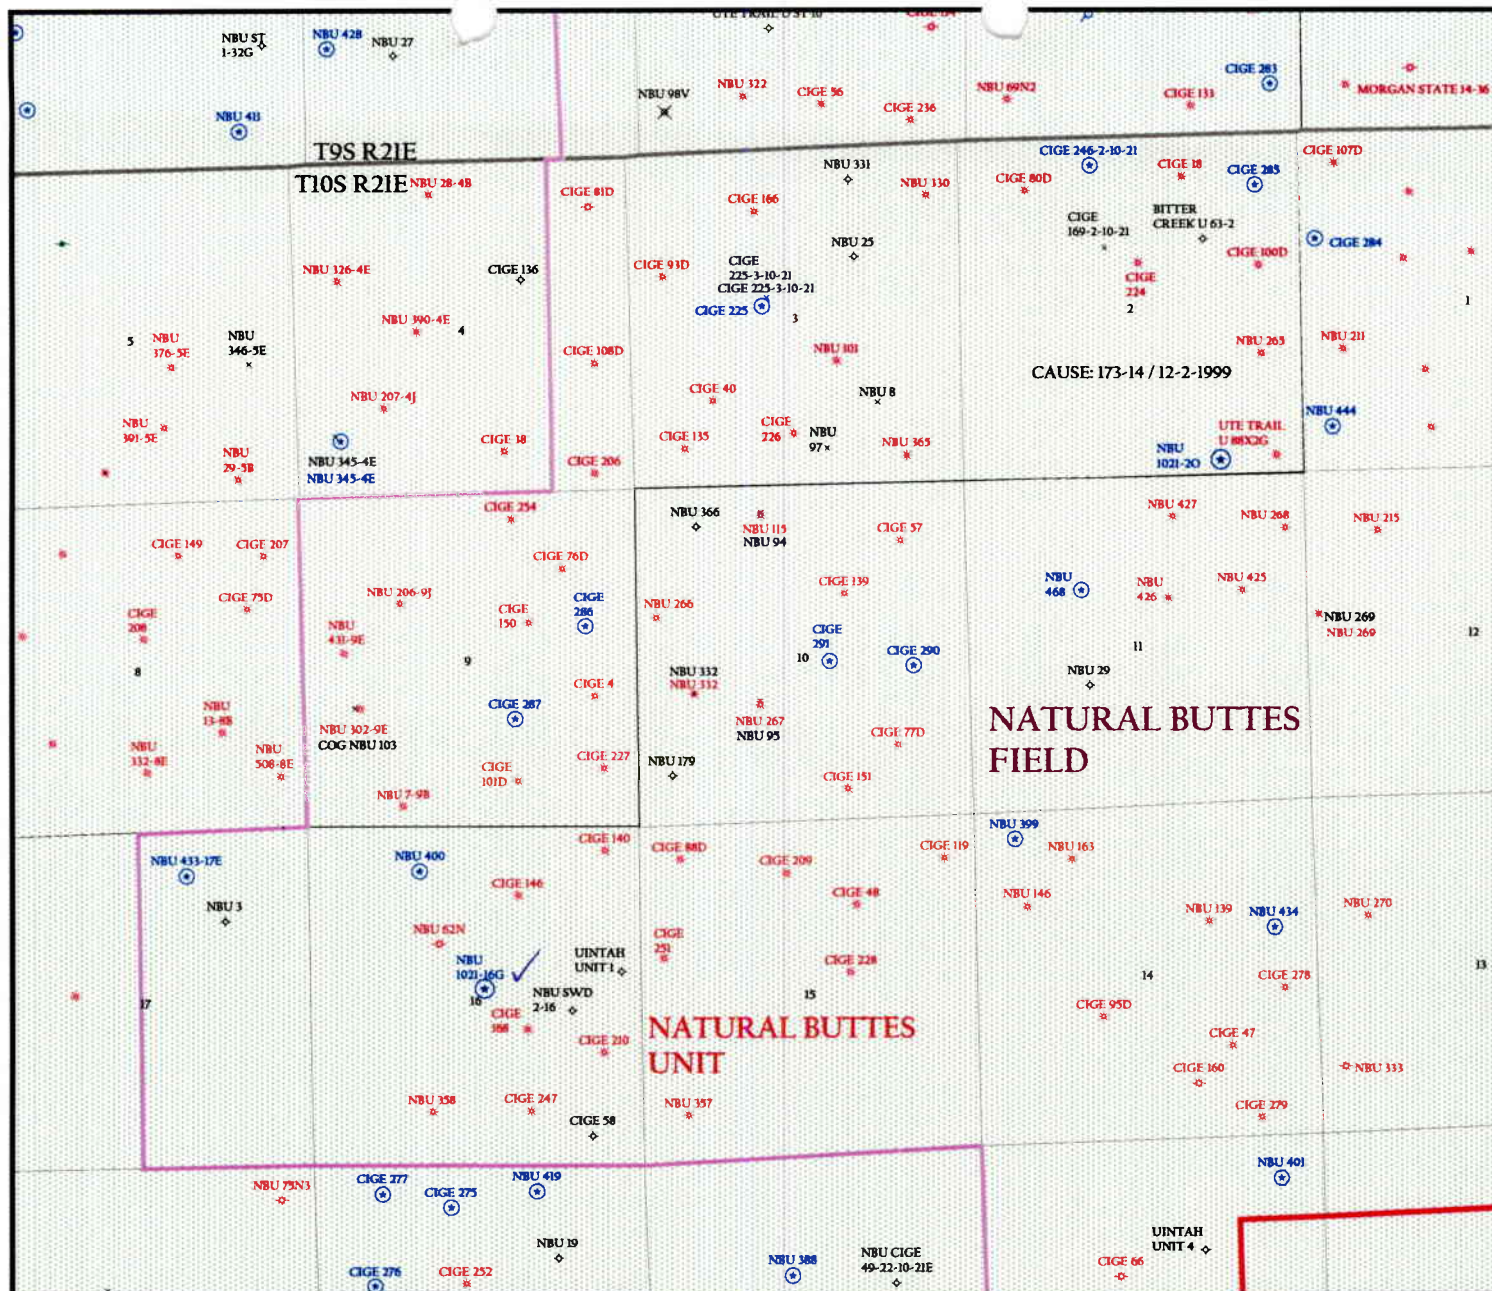 UTE TRAIL U ST 10
NBU ST
1-32G
NBU 428
NBU 27
NBU 411
NBU 98V
NBU 322
CIGE 56
CIGE 236
NBU 69N2
CIGE 133
CIGE 283
MORGAN STATE 14-36
T9S R21E
T10S R21E
NBU 28-4B
CIGE 81D
CIGE 166
NBU 331
NBU 330
CIGE 246-2-10-21
CIGE 80D
CIGE 18
CIGE 285
CIGE 107D
CIGE
169-2-10-21
BITTER
CREEK U 63-2
NBU 25
CIGE 284
NBU 326-4E
CIGE 136
CIGE 93D
CIGE
225-3-10-21
CIGE 225-3-10-21
CIGE 225
3
CIGE
224
2
CIGE 100D
1
5
NBU
376-5E
NBU
346-5E
NBU 390-4E
4
CIGE 108D
NBU 101
NBU 265
NBU 211
CAUSE: 173-14 / 12-2-1999
NBU 207-4J
CIGE 40
NBU 8
NBU
391-5E
CIGE 38
CIGE 135
CIGE
226
NBU
97
NBU 365
NBU
1021-2O
UTE TRAIL
U 88X2G
NBU 444
NBU
29-5B
NBU 345-4E
NBU 345-4E
CIGE 206
CIGE 254
NBU 366
NBU 115
NBU 94
CIGE 57
NBU 427
NBU 268
NBU 215
CIGE 149
CIGE 207
CIGE 76D
CIGE 75D
NBU 206-9J
CIGE
150
CIGE
286
NBU 266
CIGE 139
NBU
468
NBU
426
NBU 425
CIGE
208
NBU
431-9E
CIGE
291
CIGE 290
NBU 269
NBU 269
12
8
9
10
11
NBU 332
NBU 332
NBU 29
CIGE 4
NBU
13-8B
CIGE 287
NBU 302-9E
COG NBU 103
NBU 267
NBU 95
CIGE 77D
NATURAL BUTTES
FIELD
NBU
332-8E
NBU
508-8E
CIGE
101D
CIGE 227
NBU 179
CIGE 151
NBU 7-9B
NBU 433-17E
NBU 400
CIGE 140
CIGE 88D
CIGE 209
CIGE 119
NBU 399
NBU 163
NBU 3
CIGE 146
CIGE 48
NBU 146
NBU 139
NBU 434
NBU 270
NBU 62N
CIGE
251
NBU
1021-16G
UINTAH
UNIT 1
CIGE 228
CIGE 278
17
16
NBU SWD
2-16
15
14
13
CIGE
168
CIGE 210
NATURAL BUTTES
UNIT
CIGE 95D
CIGE 47
CIGE 160
NBU 333
NBU 358
CIGE 247
CIGE 58
NBU 357
CIGE 279
NBU 75N3
CIGE 277
CIGE 275
NBU 419
NBU 401
NBU 19
NBU 388
NBU CIGE
49-22-10-21E
UINTAH
UNIT 4
CIGE 276
CIGE 252
CIGE 66